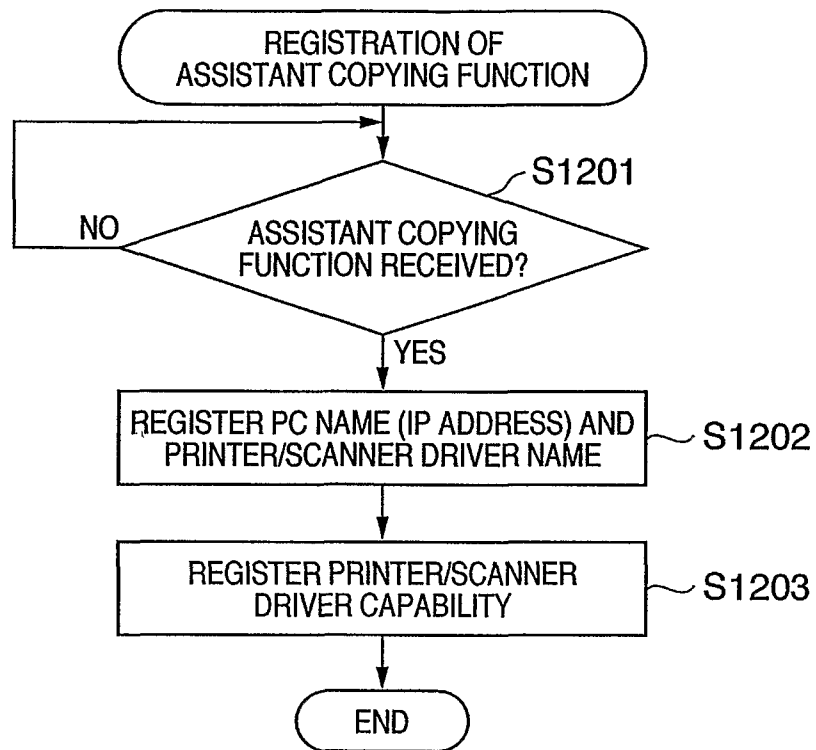 REGISTRATION OF
ASSISTANT COPYING FUNCTION
S1201
NO
ASSISTANT COPYING
FUNCTION RECEIVED?
YES
REGISTER PC NAME (IP ADDRESS) AND
PRINTER/SCANNER DRIVER NAME
S1202
REGISTER PRINTER/SCANNER
DRIVER CAPABILITY
S1203
END